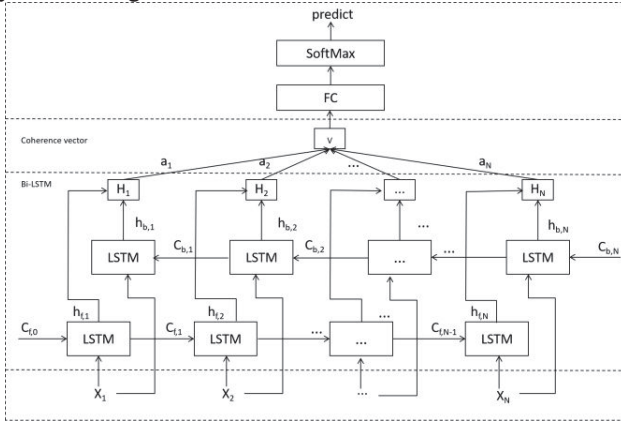 predict
SoftMax
FC
Coherence vector
v
a1 a2 ... aN
Bi-LSTM
H1 H2 ... HN
hb,1 hb,2 ... hb,N
LSTM Cb,1 LSTM Cb,2 ... ... LSTM Cb,N
hf,1 hf,2 ... hf,N
Cf,0 LSTM Cf,1 LSTM ... ... Cf,N-1 LSTM
X1 X2 ... XN